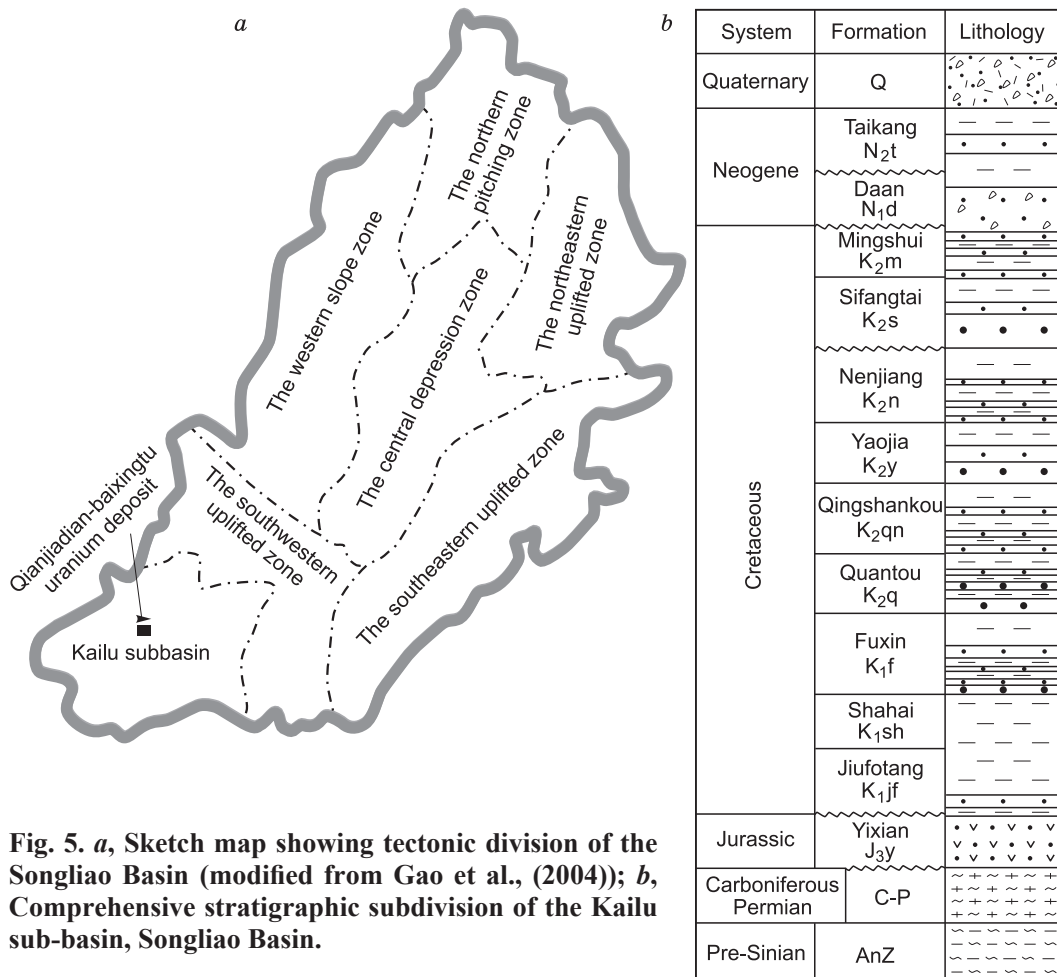 a
The northern
pitching zone
The western slope zone
The northeastern
uplifted zone
The central depression zone
Qianjiadian-baixingtu
uranium deposit
The southwestern
uplifted zone
The southeastern uplifted zone
Kailu subbasin
Fig. 5. a, Sketch map showing tectonic division of the
Songliao Basin (modified from Gao et al., (2004)); b,
Comprehensive stratigraphic subdivision of the Kailu
sub-basin, Songliao Basin.
b
System Formation Lithology
Quaternary Q
Neogene
Taikang
N2t
Daan
N1d
Cretaceous
Mingshui
K2m
Sifangtai
K2s
Nenjiang
K2n
Yaojia
K2y
Qingshankou
K2qn
Quantou
K2q
Fuxin
K1f
Shahai
K1sh
Jiufotang
K1jf
Jurassic
Yixian
J3y
Carboniferous
Permian
C-P
Pre-Sinian AnZ